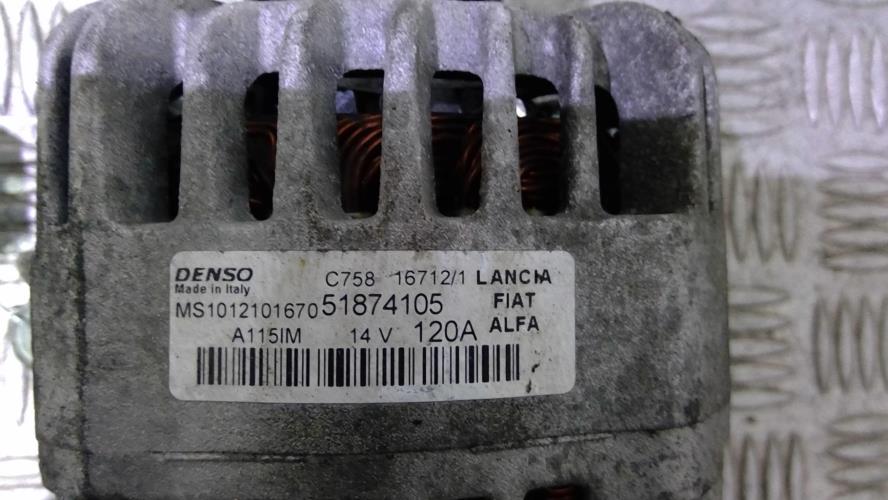 DENSO C758 16712/1 LANCIA
Made in Italy
MS1012101670 51874105 FIAT
A115IM 14 V 120A ALFA